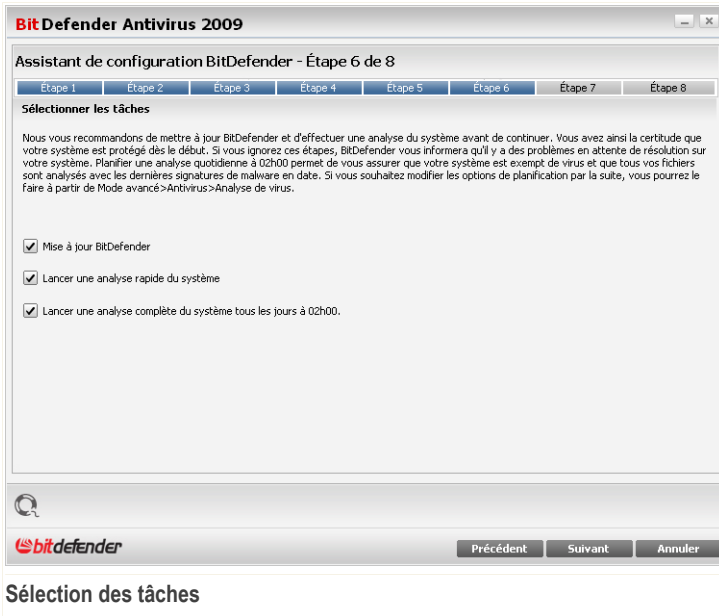 BitDefender Antivirus 2009
Assistant de configuration BitDefender - Étape 6 de 8
Étape 1 Étape 2 Étape 3 Étape 4 Étape 5 Étape 6 Étape 7 Étape 8
Sélectionner les tâches
Nous vous recommandons de mettre à jour BitDefender et d'effectuer une analyse du système avant de continuer. Vous avez ainsi la certitude que
votre système est protégé dès le début. Si vous ignorez ces étapes, BitDefender vous informera qu'il y a des problèmes en attente de résolution sur
votre système. Planifier une analyse quotidienne à 02h00 permet de vous assurer que votre système est exempt de virus et que tous vos fichiers
sont analysés avec les dernières signatures de malware en date. Si vous souhaitez modifier les options de planification par la suite, vous pourrez le
faire à partir de Mode avancé>Antivirus>Analyse de virus.
Mise à jour BitDefender
Lancer une analyse rapide du système
Lancer une analyse complète du système tous les jours à 02h00.
bitdefender
Précédent Suivant Annuler
Sélection des tâches